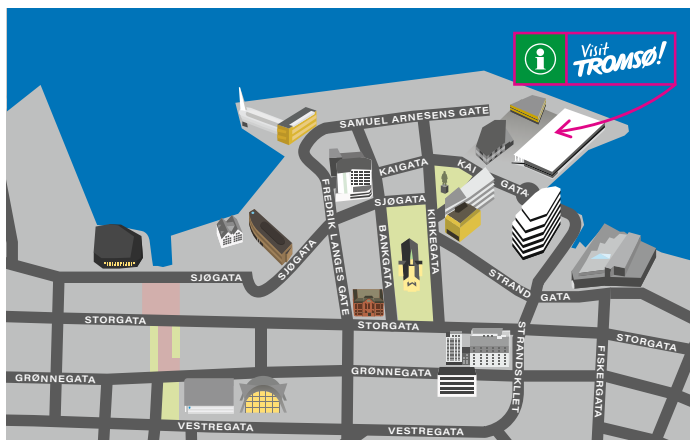 Visit
TROMSØ!
SAMUEL ARNESENS GATE
KAIGATA
KAI GATA
SJØGATA
FREDRIK LANGES GATE
BANKGATA
KIRKEGATA
SJØGATA
SJØGATA
STRAND GATA
STORGATA
STORGATA
STRANDSKLLET
STORGATA
FISKERGATA
GRØNNEGATA
GRØNNEGATA
VESTREGATA
VESTREGATA